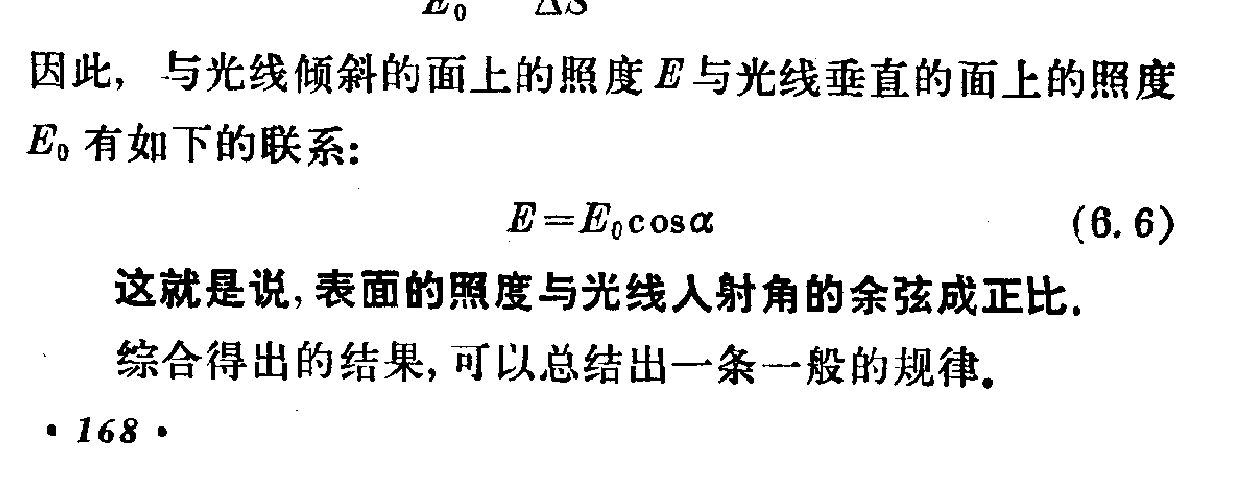 E₀ ΔS
因此, 与光线倾斜的面上的照度 E 与光线垂直的面上的照度
E₀ 有如下的联系:
E=E₀cosα (6.6)
这就是说, 表面的照度与光线入射角的余弦成正比.
综合得出的结果, 可以总结出一条一般的规律.
• 168 •